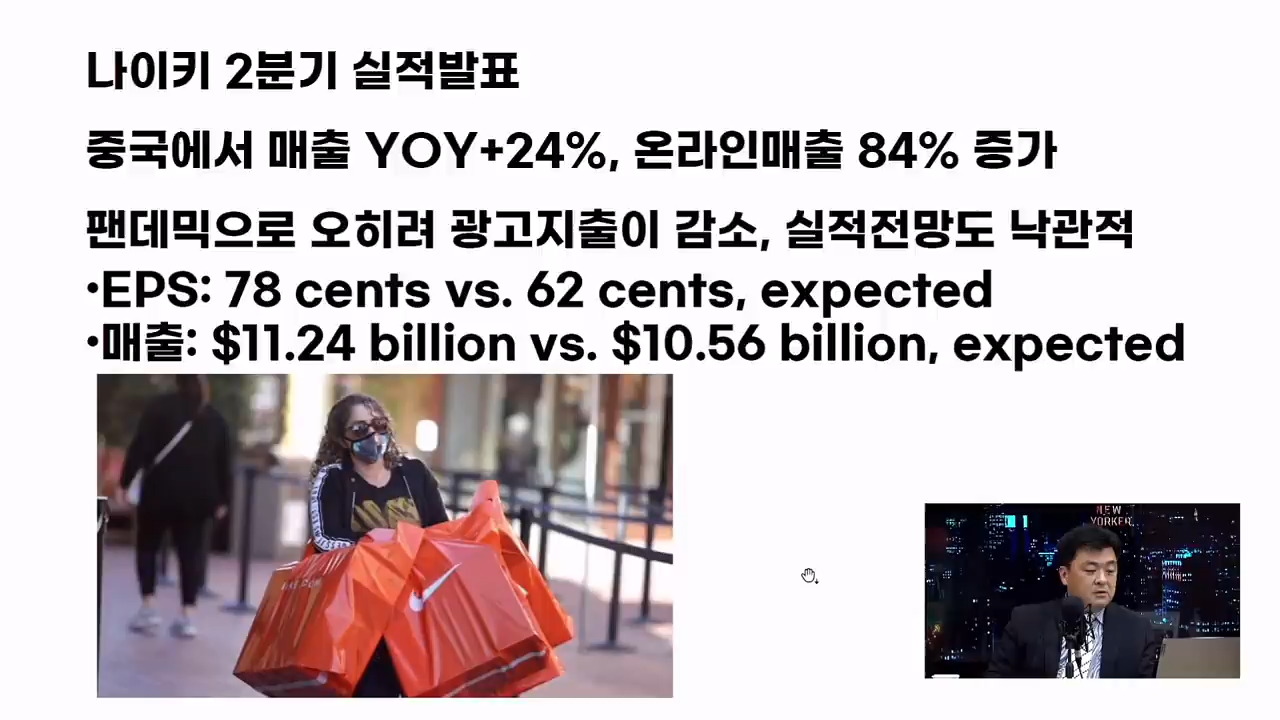 나이키 2분기 실적발표
중국에서 매출 YOY+24%, 온라인매출 84% 증가
팬데믹으로 오히려 광고지출이 감소, 실적전망도 낙관적
•EPS: 78 cents vs. 62 cents, expected
•매출: $11.24 billion vs. $10.56 billion, expected
NEW
YORKER